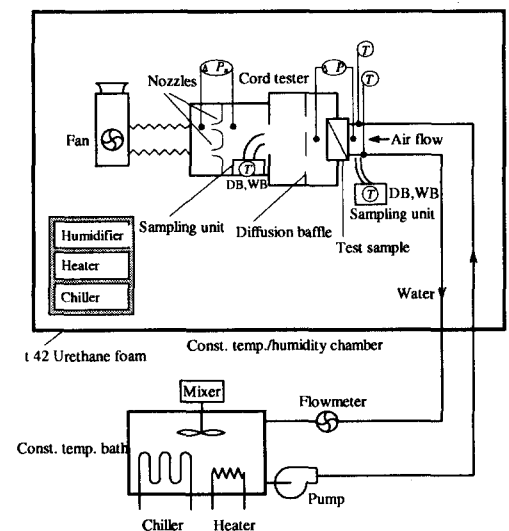 Nozzles
Δ Pn
Cord tester
Δ P
T
T
Fan
Air flow
T
DB,WB
T
DB,WB
Sampling unit
Sampling unit
Diffusion baffle
Test sample
Humidifier
Heater
Chiller
Water
t 42 Urethane foam
Const. temp./humidity chamber
Mixer
Flowmeter
Const. temp. bath
Pump
Chiller
Heater